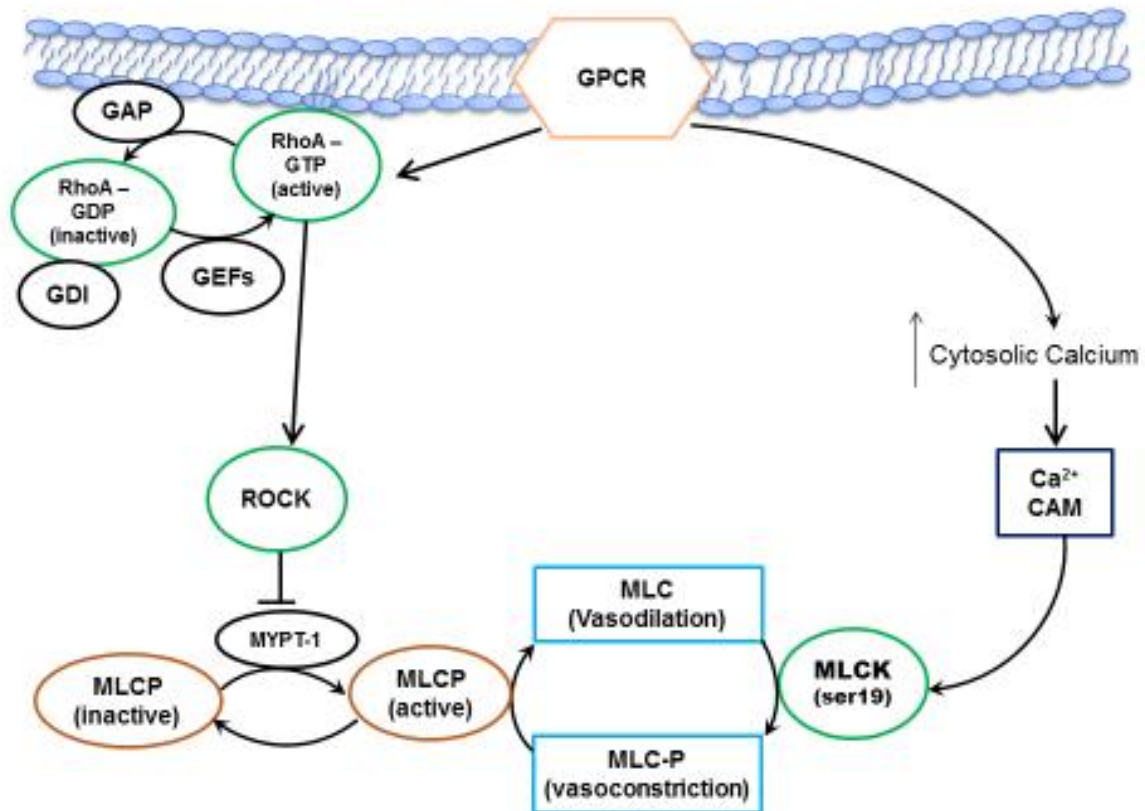 GPCR
GAP
RhoA –
GTP
(active)
RhoA –
GDP
(inactive)
GEFs
GDI
Cytosolic Calcium
ROCK
Ca²⁺
CAM
MLC
(Vasodilation)
MYPT-1
MLCP
(inactive)
MLCP
(active)
MLCK
(ser19)
MLC-P
(vasoconstriction)